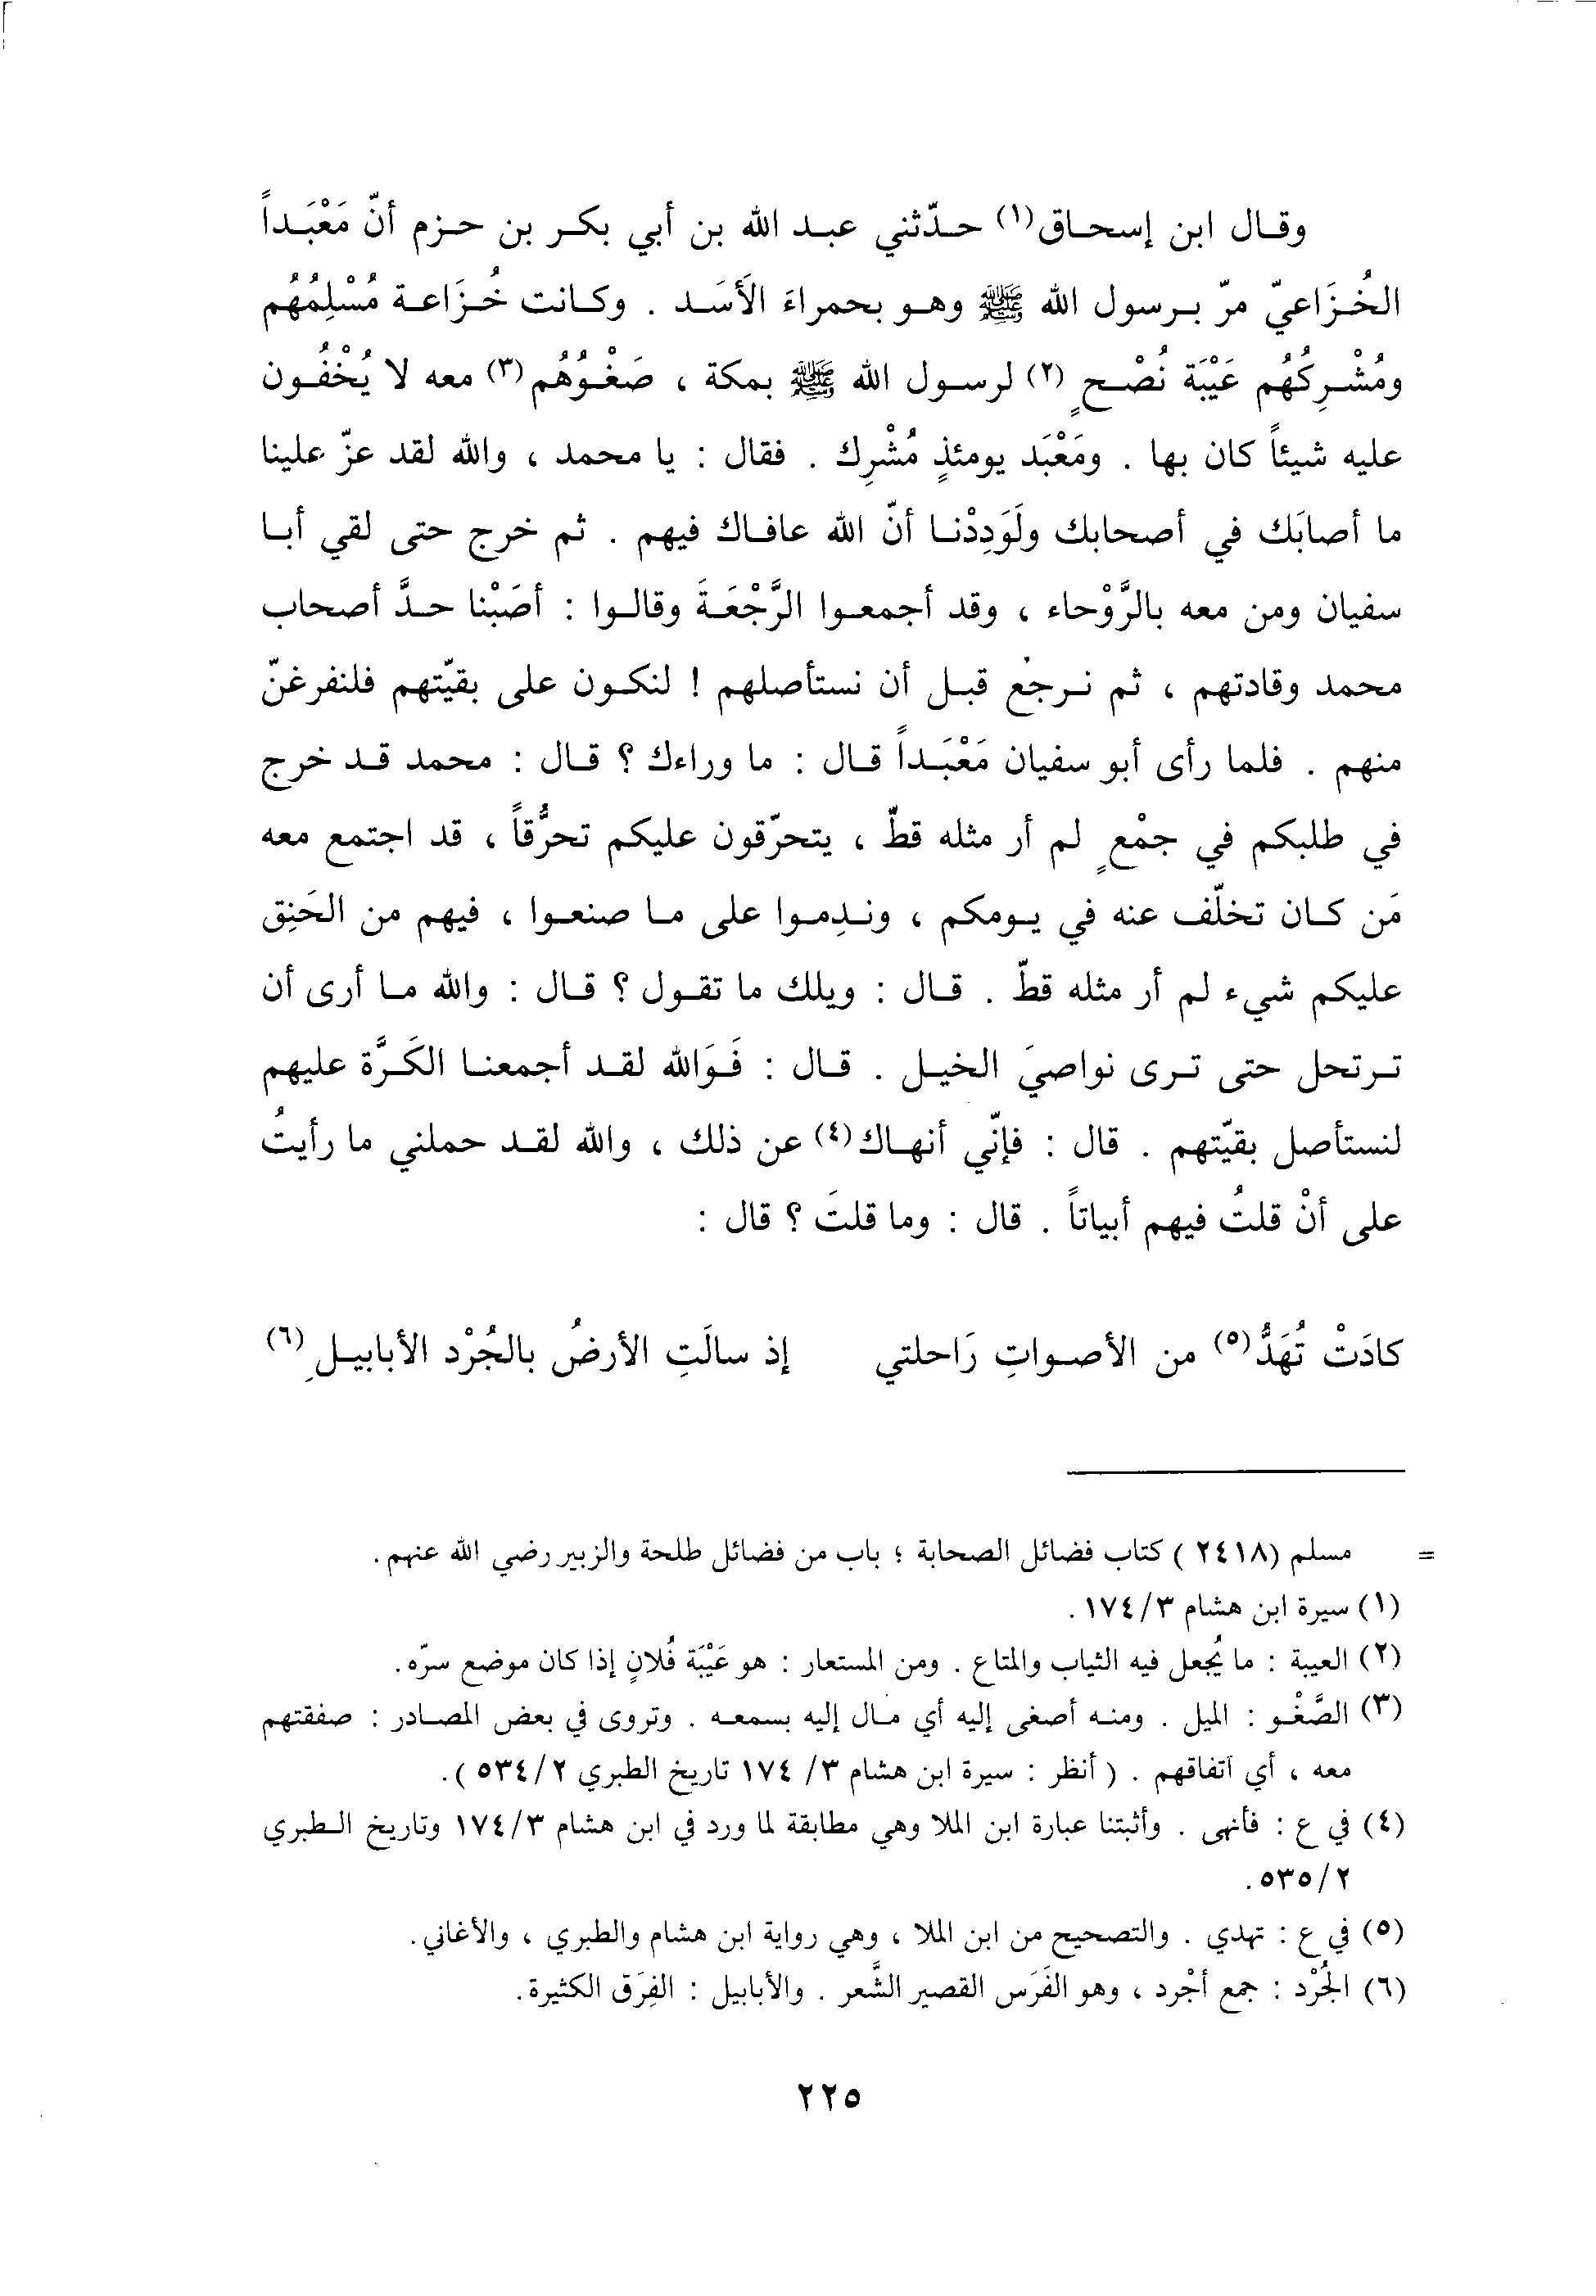 وقال ابن إسحاق(١) حدّثني عبد الله بن أبي بكر بن حزم أنّ مَعْبَداً
الخُزَاعيّ مرّ برسول الله ﷺ وهو بحمراءَ الأَسَد . وكانت خُزَاعة مُسْلِمُهُم
ومُشْرِكُهُم عَيْبَة نُصْحٍ(٢) لرسول الله ﷺ بمكة ، صَغْوُهُم(٣) معه لا يُخْفُون
عليه شيئاً كان بها . ومَعْبَد يومئذٍ مُشْرِك . فقال : يا محمد ، والله لقد عزّ علينا
ما أصابَك في أصحابك ولَوَدِدْنا أنّ الله عافاك فيهم . ثم خرج حتى لقي أبا
سفيان ومن معه بالرَّوْحاء ، وقد أجمعوا الرَّجْعَةَ وقالوا : أصَبْنا حدَّ أصحاب
محمد وقادتهم ، ثم نرجع قبل أن نستأصلهم ! لنكون على بقيّتهم فلنفرغنّ
منهم . فلما رأى أبو سفيان مَعْبَداً قال : ما وراءك ؟ قال : محمد قد خرج
في طلبكم في جمْعٍ لم أر مثله قطّ ، يتحرّقون عليكم تحرُّقاً ، قد اجتمع معه
مَن كان تخلّف عنه في يومكم ، وندِموا على ما صنعوا ، فيهم من الحَنِق
عليكم شيء لم أر مثله قطّ . قال : ويلك ما تقول ؟ قال : والله ما أرى أن
ترتحل حتى ترى نواصيَ الخيل . قال : فَوَالله لقد أجمعنا الكَرَّة عليهم
لنستأصل بقيّتهم . قال : فإنّي أنهاك(٤) عن ذلك ، والله لقد حملني ما رأيتُ
على أنْ قلتُ فيهم أبياتاً . قال : وما قلتَ ؟ قال :
كادَتْ تُهَدُّ(٥) من الأصواتِ رَاحلتي إذ سالَتِ الأرضُ بالجُرْد الأبابيلِ(٦)
= مسلم (٢٤١٨) كتاب فضائل الصحابة ؛ باب من فضائل طلحة والزبير رضي الله عنهم.
(١) سيرة ابن هشام ٣/١٧٤.
(٢) العيبة : ما يُجعل فيه الثياب والمتاع . ومن المستعار : هو عَيْبَة فُلانٍ إذا كان موضع سرّه.
(٣) الصَّغْو : الميل . ومنه أصغى إليه أي مال إليه بسمعه . وتروى في بعض المصادر : صفقتهم
معه ، أي اتفاقهم . ( أنظر : سيرة ابن هشام ٣/ ١٧٤ تاريخ الطبري ٢/٥٣٤ ).
(٤) في ع : فأنهى . وأثبتنا عبارة ابن الملا وهي مطابقة لما ورد في ابن هشام ٣/١٧٤ وتاريخ الطبري
٢/٥٣٥.
(٥) في ع : تهدي . والتصحيح من ابن الملا ، وهي رواية ابن هشام والطبري ، والأغاني.
(٦) الجُرْد : جمع أجْرد ، وهو الفَرَس القصير الشَّعر . والأبابيل : الفِرَق الكثيرة.
٢٢٥